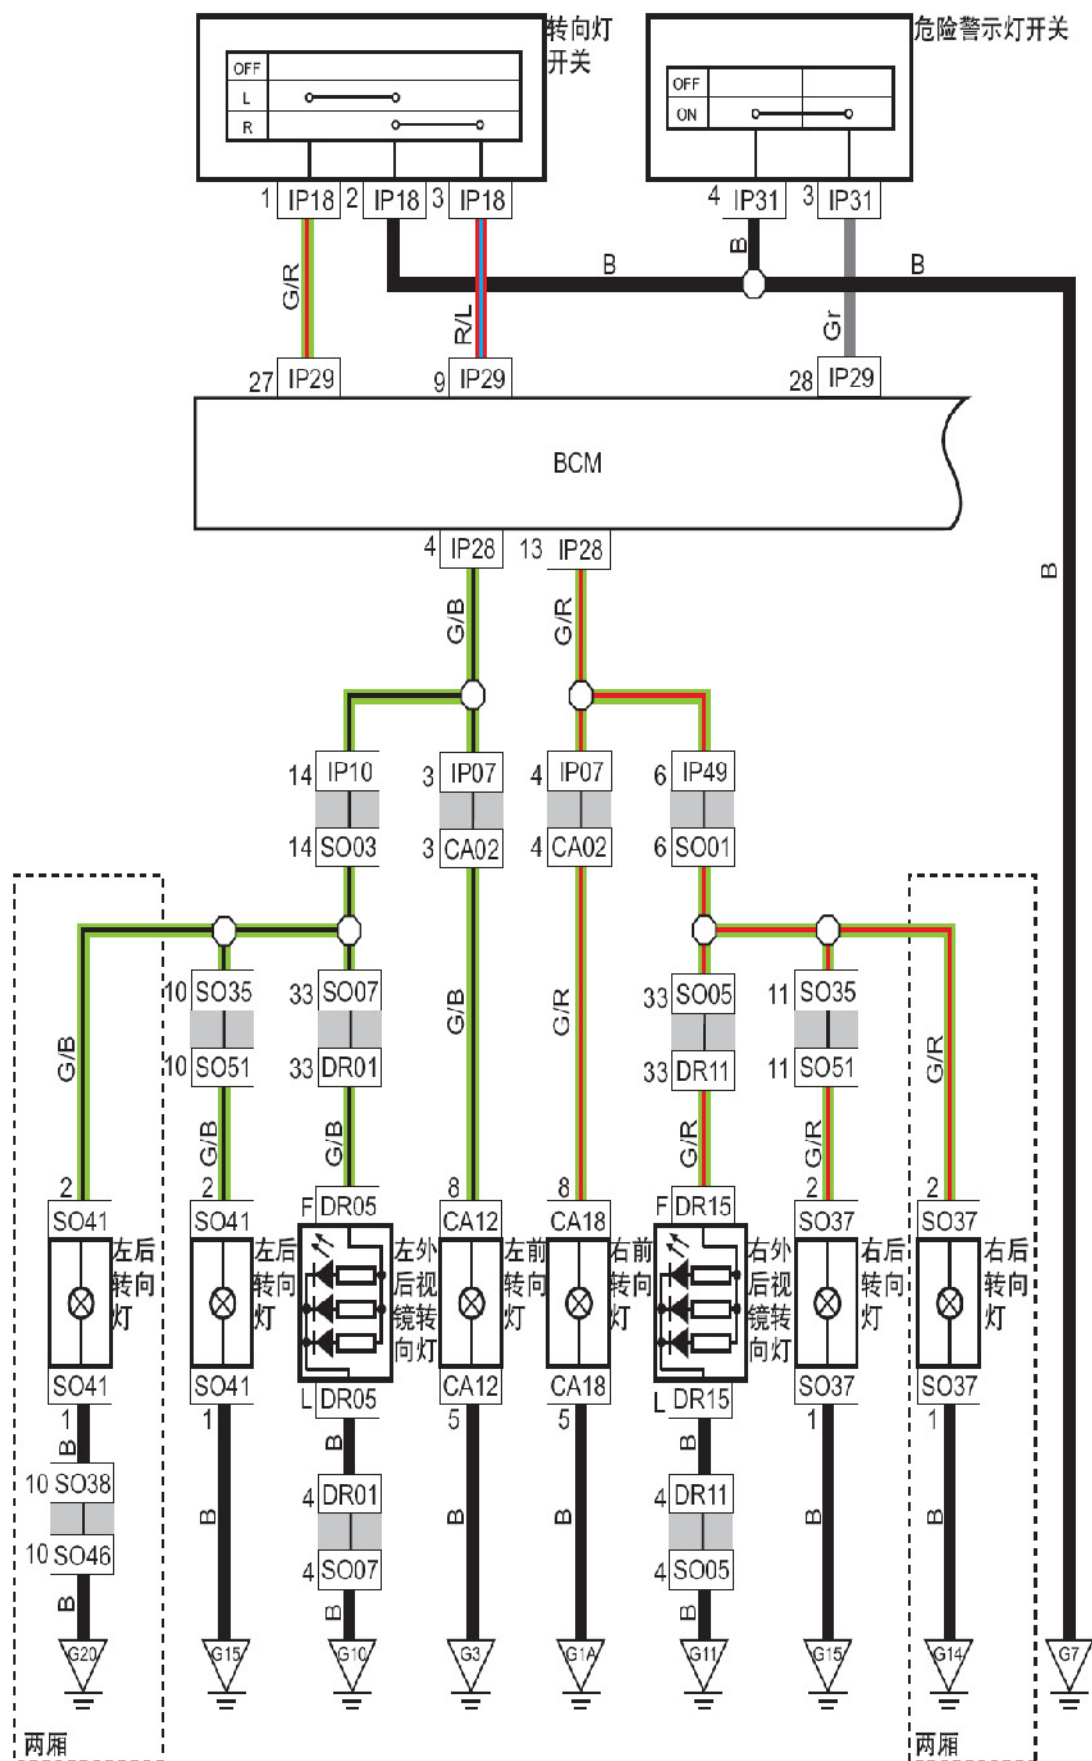 转向灯
开关
危险警示灯开关
OFF
L
R
OFF
ON
1 IP18 2 IP18 3 IP18
4 IP31 3 IP31
B
B
B
G/R
R/L
Gr
27 IP29 9 IP29 28 IP29
BCM
4 IP28 13 IP28
B
G/B
G/R
14 IP10 3 IP07 4 IP07 6 IP49
14 SO03 3 CA02 4 CA02 6 SO01
10 SO35 33 SO07 33 SO05 11 SO35
G/B
G/B
G/R
G/R
10 SO51 33 DR01 33 DR11 11 SO51
G/B
G/B
G/R
G/R
2 2 8 8 2 2
SO41 SO41 F DR05 CA12 CA18 F DR15 SO37 SO37
左后
转向
灯
左后
转向
灯
左外
后视
镜转
向灯
左前
转向
灯
右前
转向
灯
右外
后视
镜转
向灯
右后
转向
灯
右后
转向
灯
SO41 SO41 L DR05 CA12 CA18 L DR15 SO37 SO37
1 1 5 5 1 1
B B B
10 SO38 4 DR01 4 DR11
B B B B B
10 SO46 4 SO07 4 SO05
B B B
G20 G15 G10 G3 G1A G11 G15 G14 G7
两厢
两厢